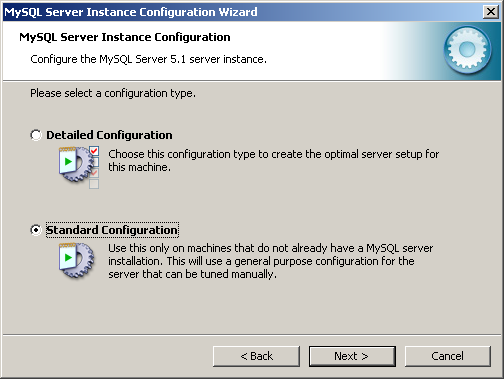 MySQL Server Instance Configuration Wizard
MySQL Server Instance Configuration
Configure the MySQL Server 5.1 server instance.
Please select a configuration type.
Detailed Configuration
Choose this configuration type to create the optimal server setup for
this machine.
Standard Configuration
Use this only on machines that do not already have a MySQL server
installation. This will use a general purpose configuration for the
server that can be tuned manually.
< Back
Next >
Cancel